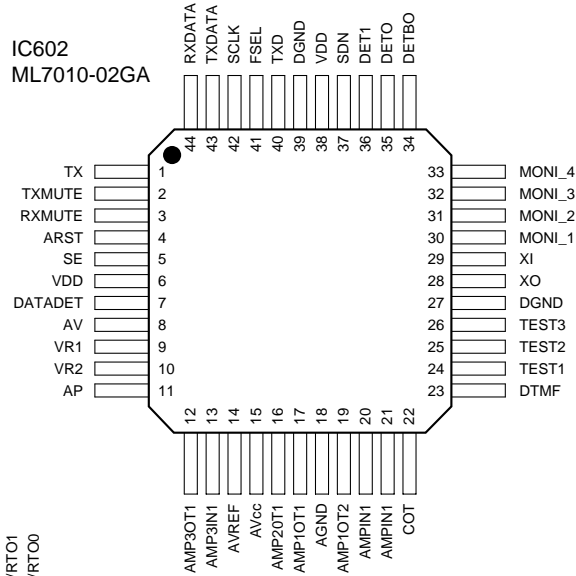 IC602
ML7010-02GA
RXDATA
TXDATA
SCLK
FSEL
TXD
DGND
VDD
SDN
DET1
DETO
DETBO
44
43
42
41
40
39
38
37
36
35
34
TX 1
TXMUTE 2
RXMUTE 3
ARST 4
SE 5
VDD 6
DATADET 7
AV 8
VR1 9
VR2 10
AP 11
33 MONI_4
32 MONI_3
31 MONI_2
30 MONI_1
29 XI
28 XO
27 DGND
26 TEST3
25 TEST2
24 TEST1
23 DTMF
12
13
14
15
16
17
18
19
20
21
22
AMP3OT1
AMP3IN1
AVREF
AVcc
AMP20T1
AMP1OT1
AGND
AMP1OT2
AMPIN1
AMPIN1
COT
RTO1
RTO0